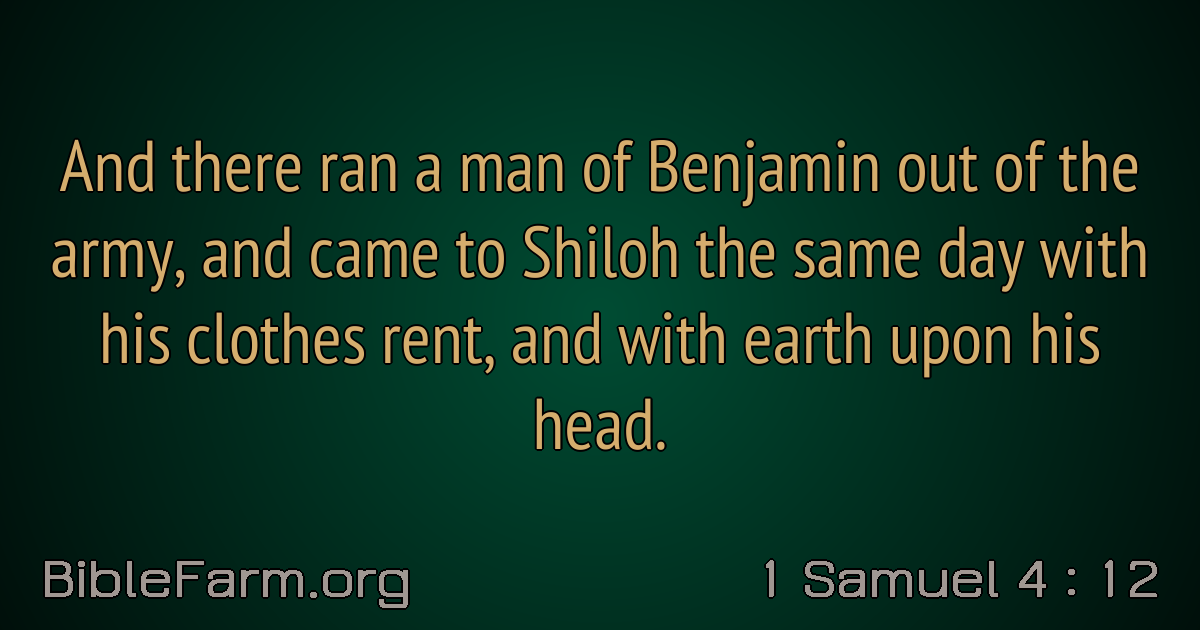 And there ran a man of Benjamin out of the
army, and came to Shiloh the same day with
his clothes rent, and with earth upon his
head.
BibleFarm.org
1 Samuel 4 : 12